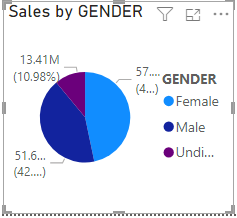 Sales by GENDER
13.41M
(10.98%)
57....
(4...)
GENDER
Female
Male
Undi...
51.6...
(42....)